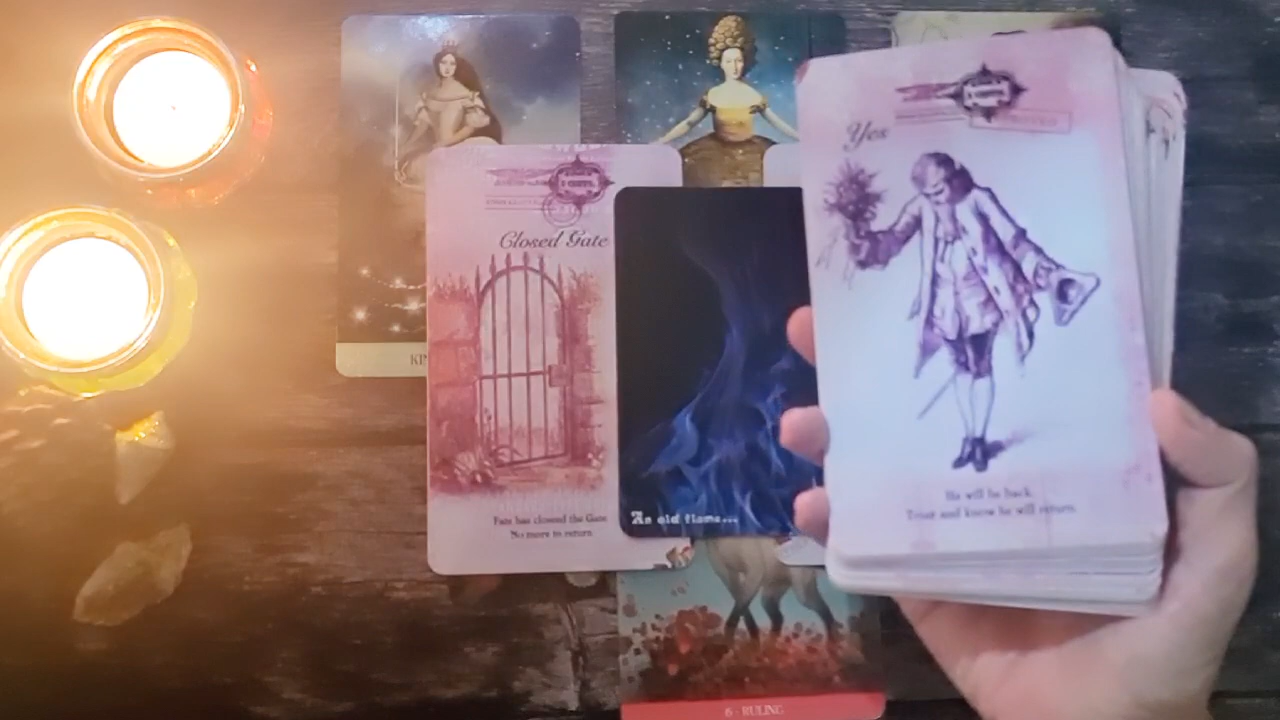 Yes
He will be back.
Trust and know he will return.
Closed Gate
Fate has closed the Gate
No more to return
An old flame...
KIN
6 - RULING